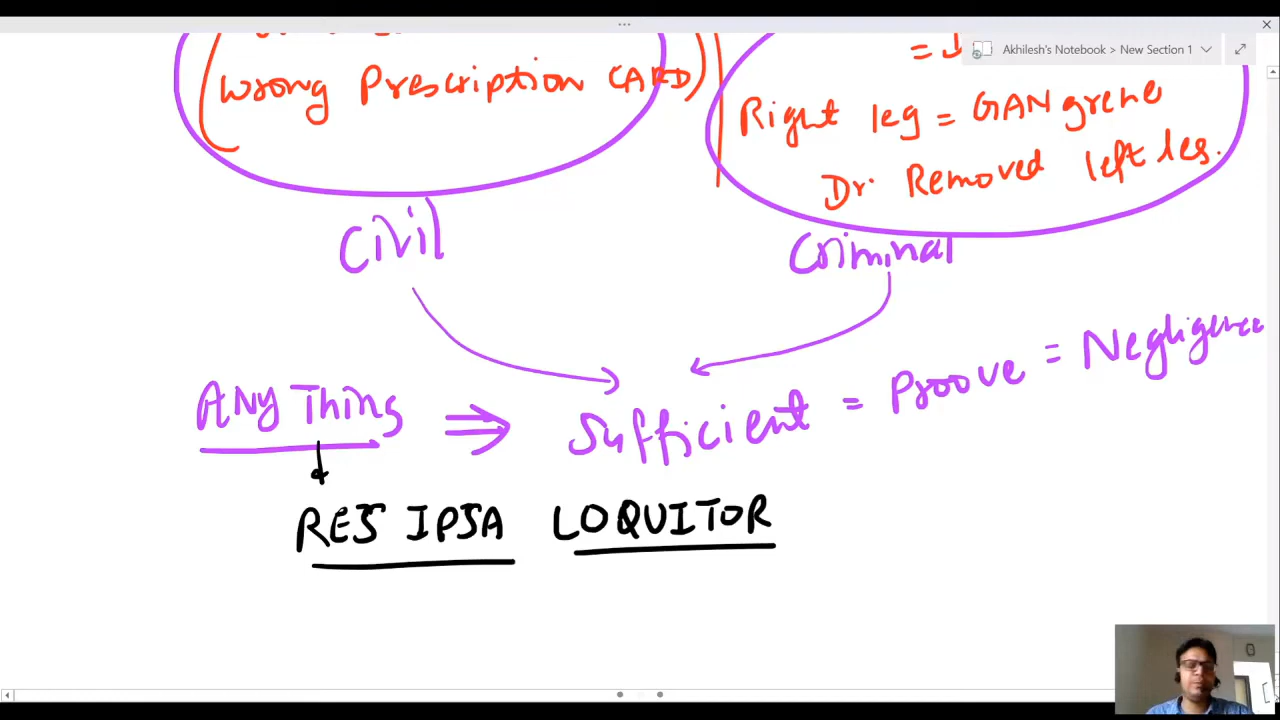 Akhilesh's Notebook > New Section 1
Wrong Prescription CARD)
Right leg = GANgrene
Dr. Removed left leg.
Civil
Criminal
ANY Thing ⇒ Sufficient = Proove = Negligence
RES IPSA LOQUITOR